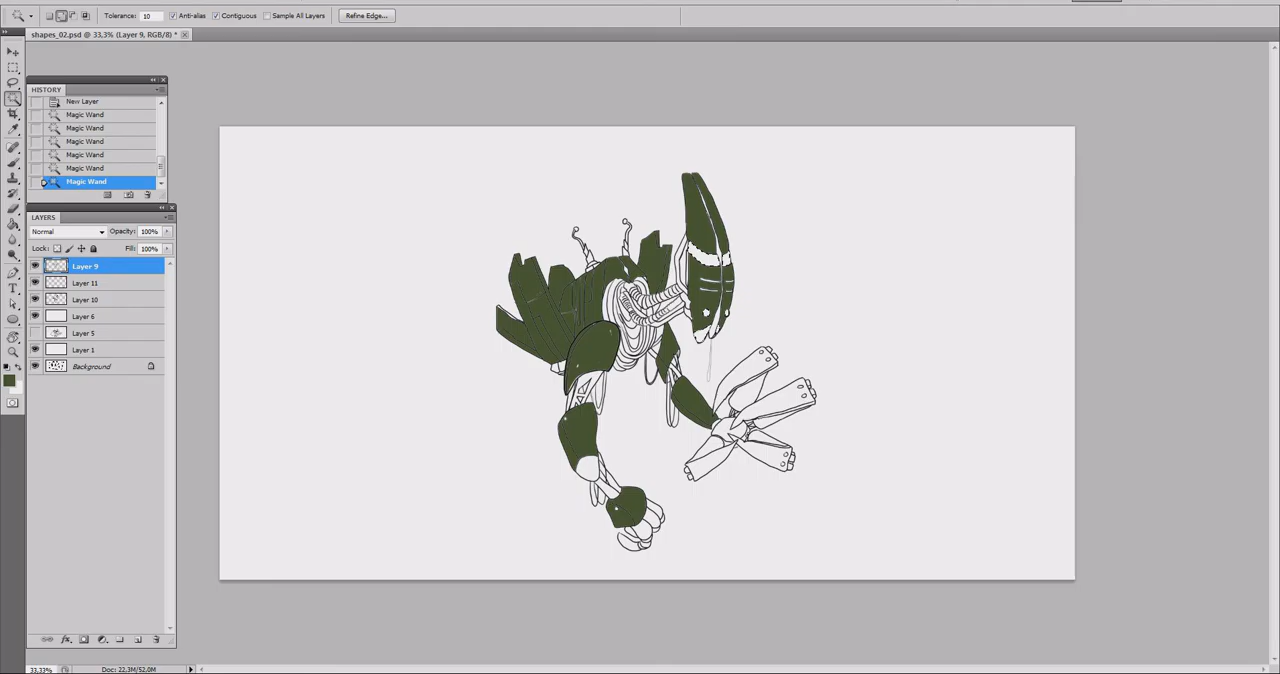 Tolerance: 10 Anti-alias Contiguous Sample All Layers Refine Edge...
shapes_02.psd @ 33,3% (Layer 9, RGB/8) *
HISTORY
New Layer
Magic Wand
Magic Wand
Magic Wand
Magic Wand
Magic Wand
Magic Wand
LAYERS
Normal Opacity: 100%
Lock: Fill: 100%
Layer 9
Layer 11
Layer 10
Layer 6
Layer 5
Layer 1
Background
33,33% Doc: 22,3M/52,0M